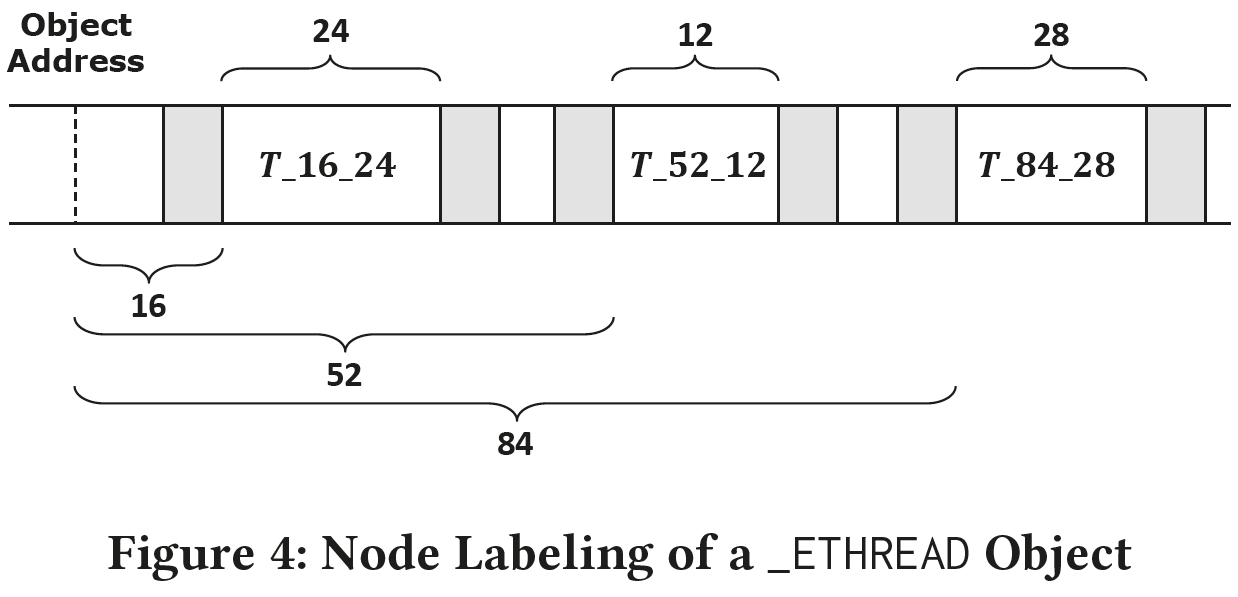 Object
Address
24
12
28
T_16_24
T_52_12
T_84_28
16
52
84
Figure 4: Node Labeling of a _ETHREAD Object